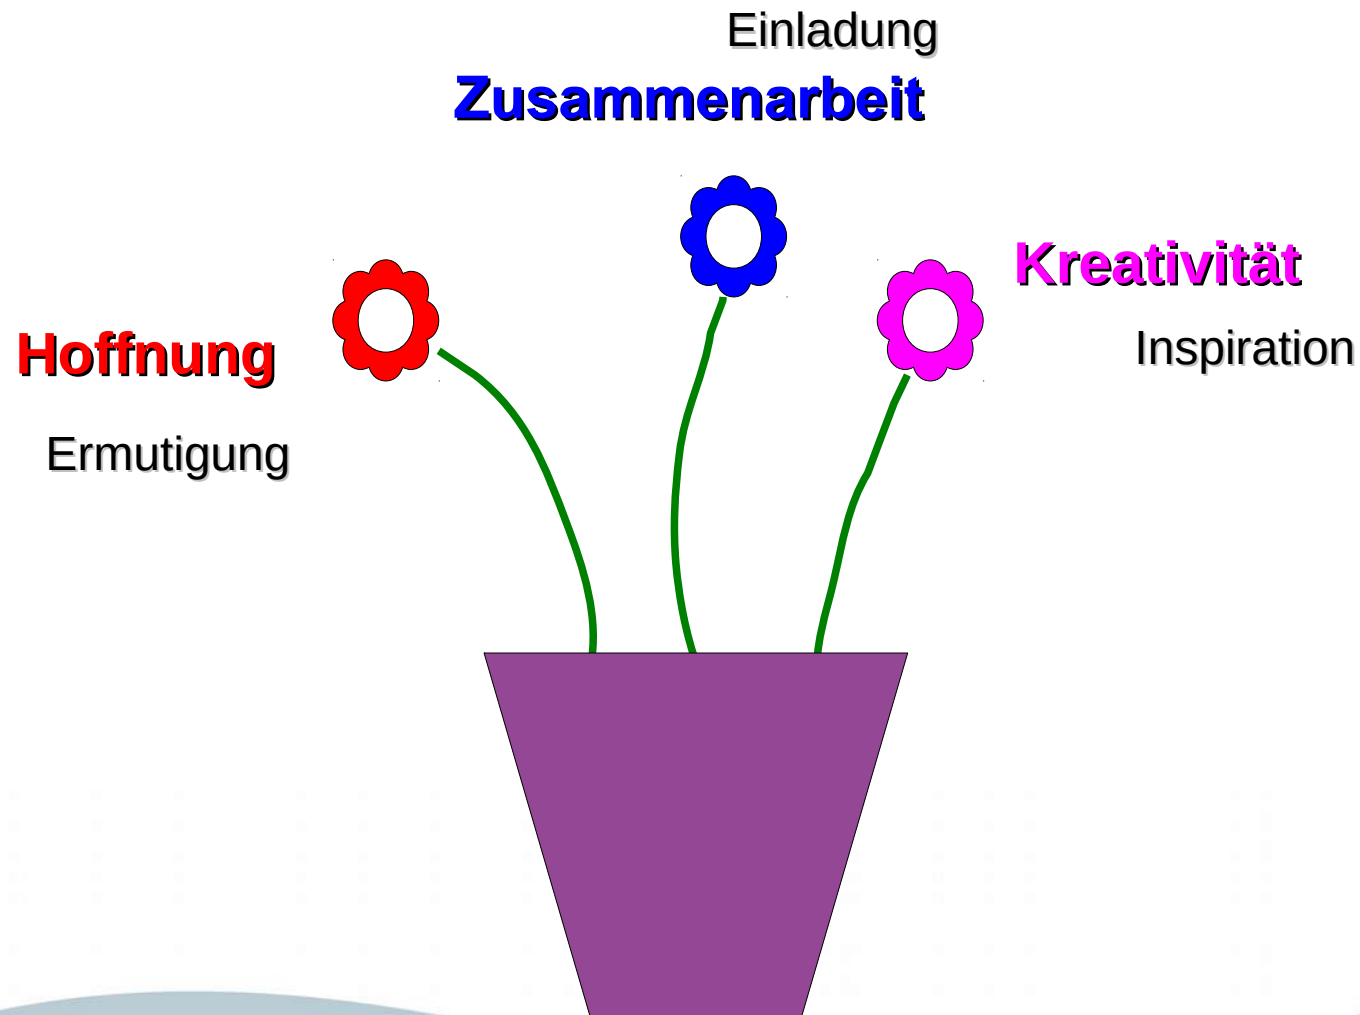 Einladung
Zusammenarbeit
Kreativität
Inspiration
Hoffnung
Ermutigung